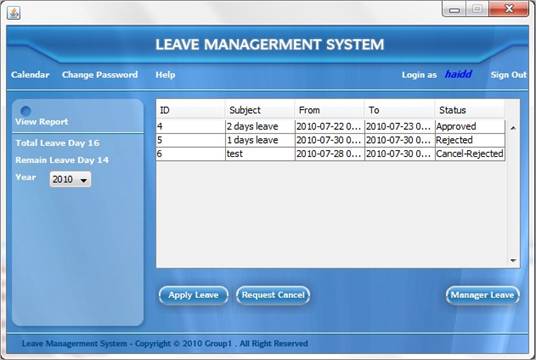 LEAVE MANAGERMENT SYSTEM
Calendar Change Password Help Login as haidd Sign Out
View Report
Total Leave Day 16
Remain Leave Day 14
Year 2010
ID Subject From To Status
4 2 days leave 2010-07-22 0... 2010-07-23 0... Approved
5 1 days leave 2010-07-30 0... 2010-07-30 0... Rejected
6 test 2010-07-28 0... 2010-07-30 0... Cancel-Rejected
Apply Leave Request Cancel Manager Leave
Leave Managerment System - Copyright © 2010 Group1 . All Right Reserved